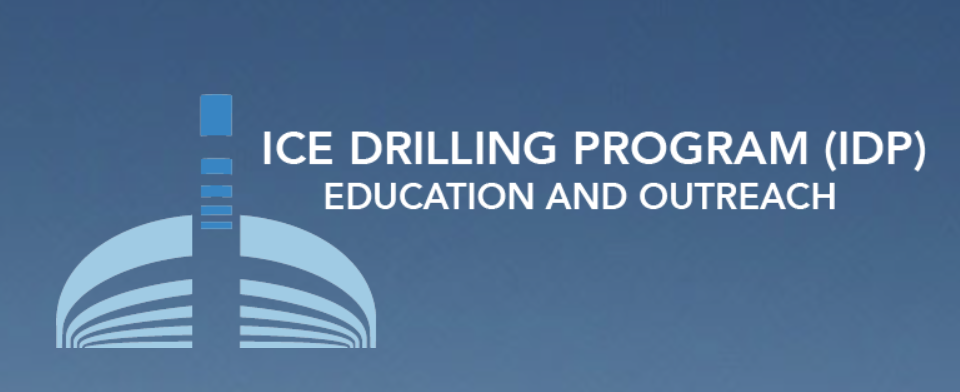 ICE DRILLING PROGRAM (IDP)
EDUCATION AND OUTREACH